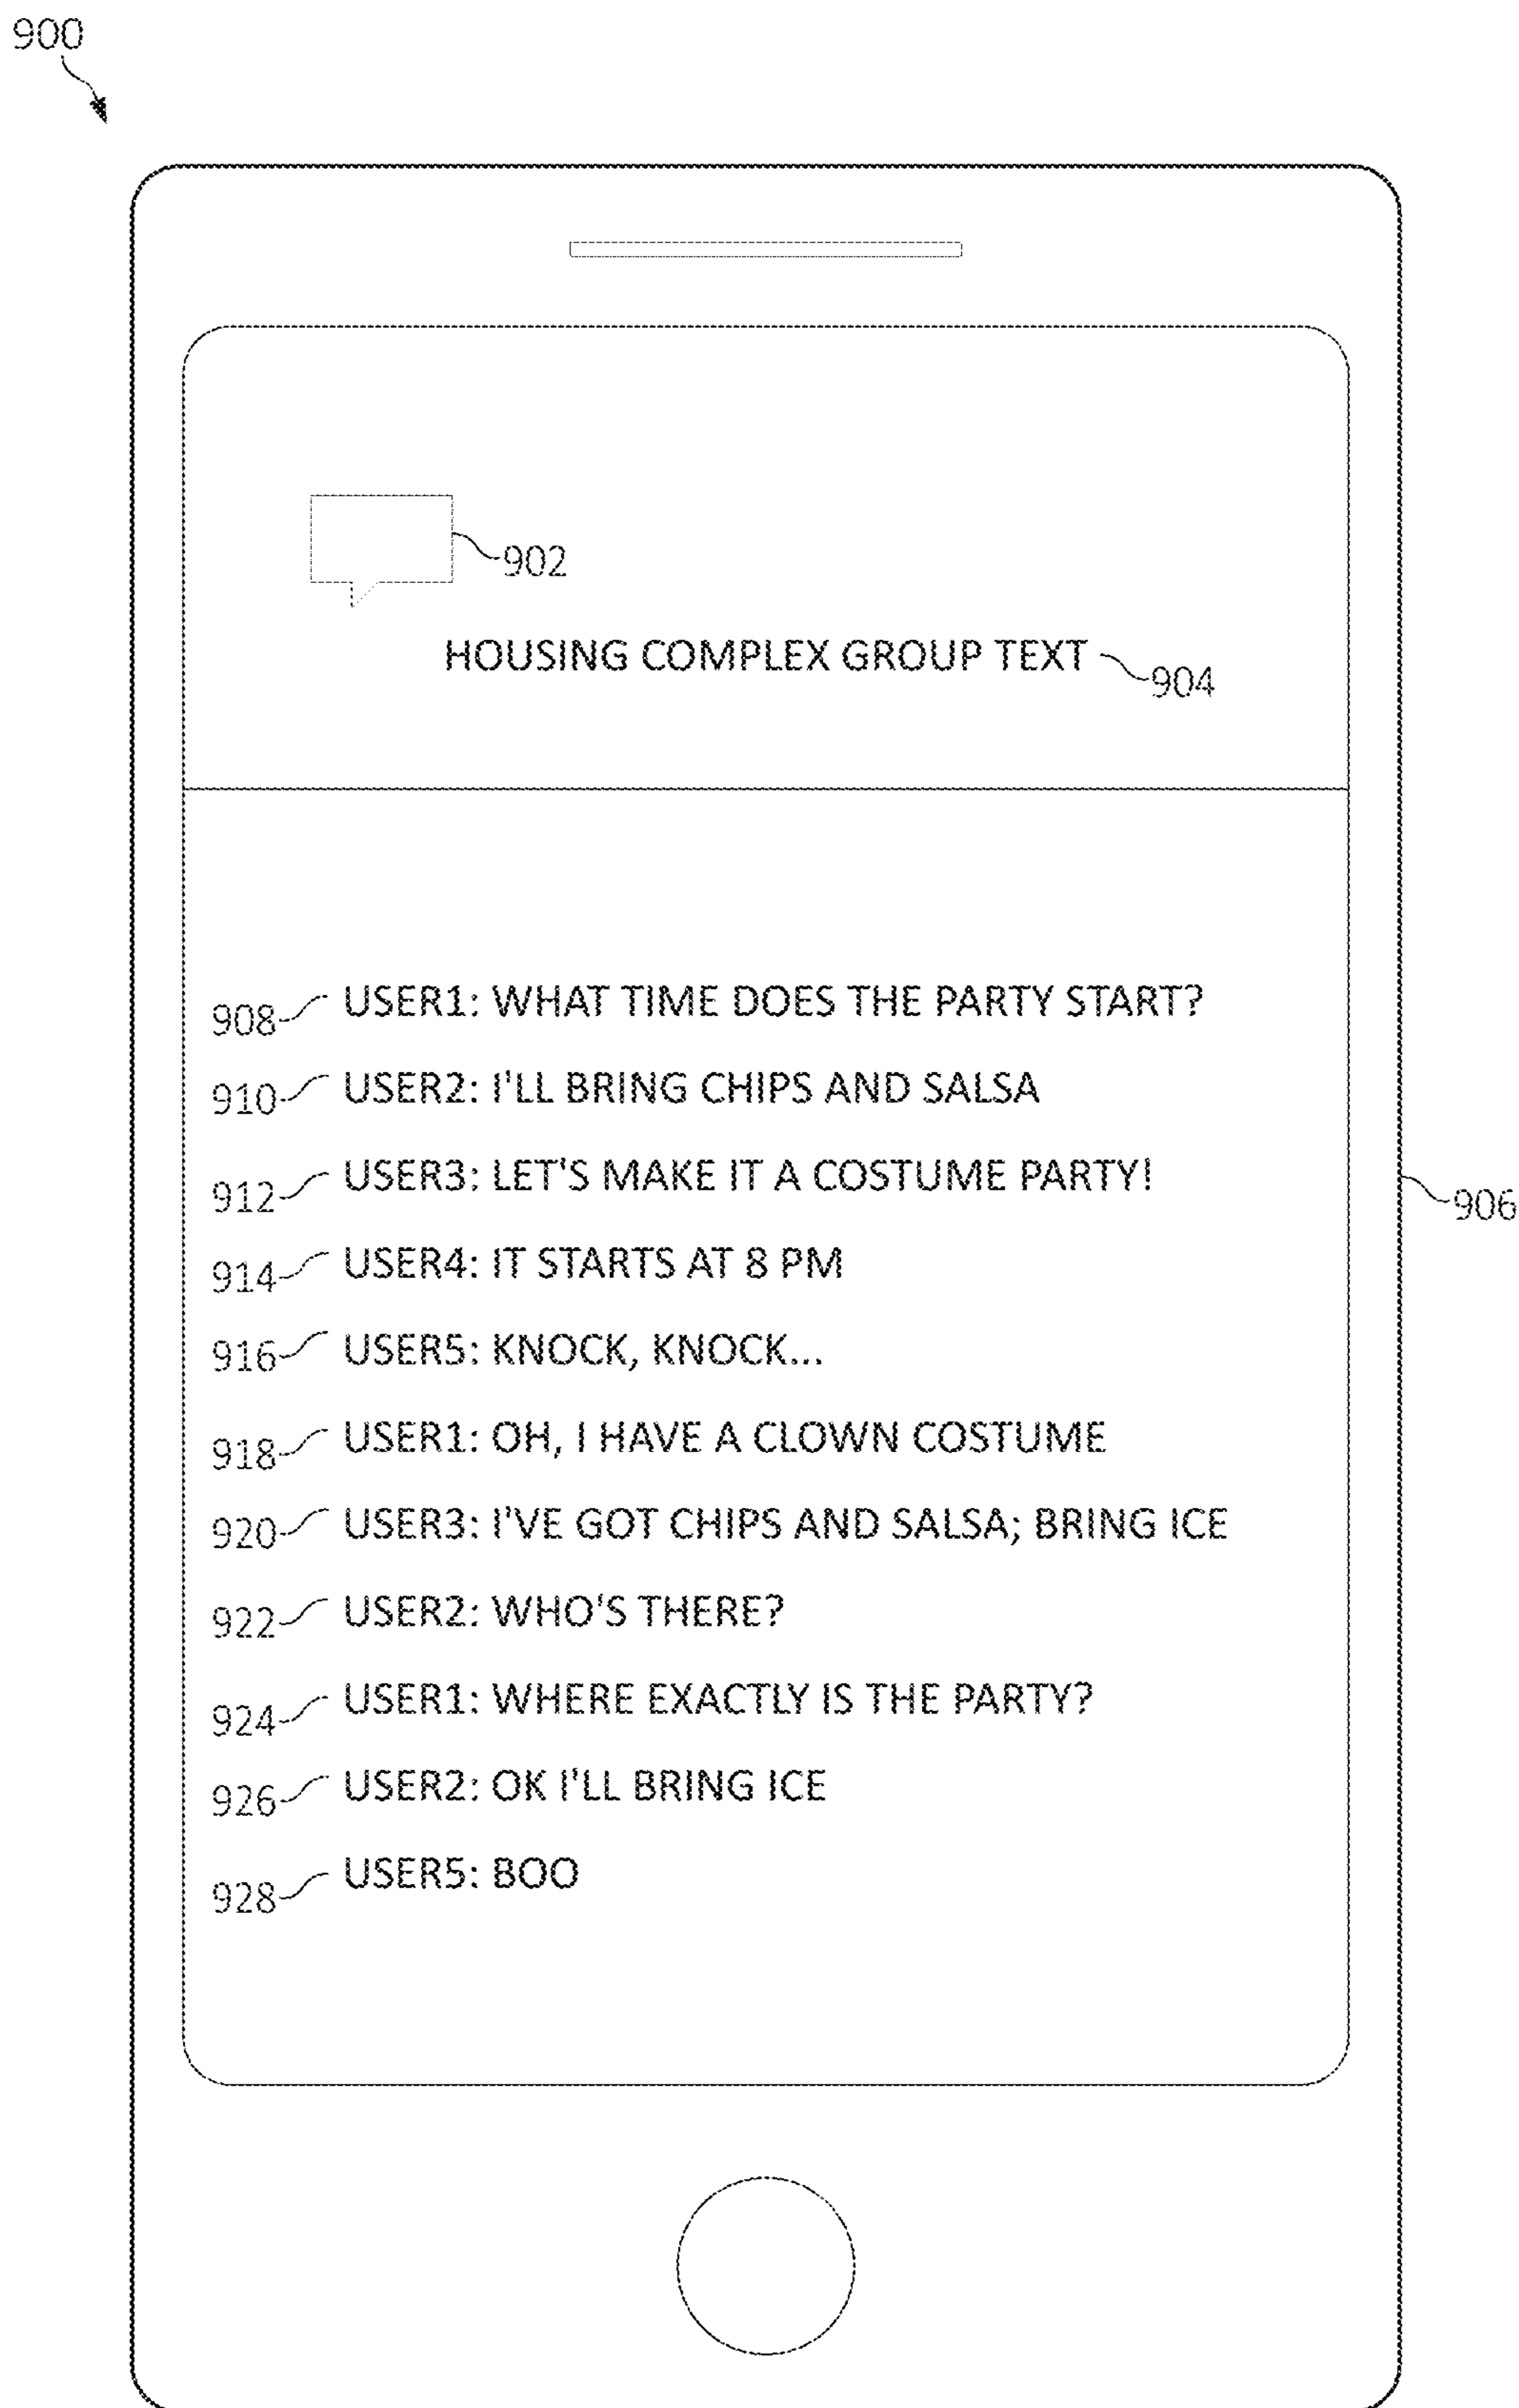 900
902
HOUSING COMPLEX GROUP TEXT 904
908 USER1: WHAT TIME DOES THE PARTY START?
910 USER2: I'LL BRING CHIPS AND SALSA
912 USER3: LET'S MAKE IT A COSTUME PARTY!
906
914 USER4: IT STARTS AT 8 PM
916 USER5: KNOCK, KNOCK...
918 USER1: OH, I HAVE A CLOWN COSTUME
920 USER3: I'VE GOT CHIPS AND SALSA; BRING ICE
922 USER2: WHO'S THERE?
924 USER1: WHERE EXACTLY IS THE PARTY?
926 USER2: OK I'LL BRING ICE
928 USER5: BOO